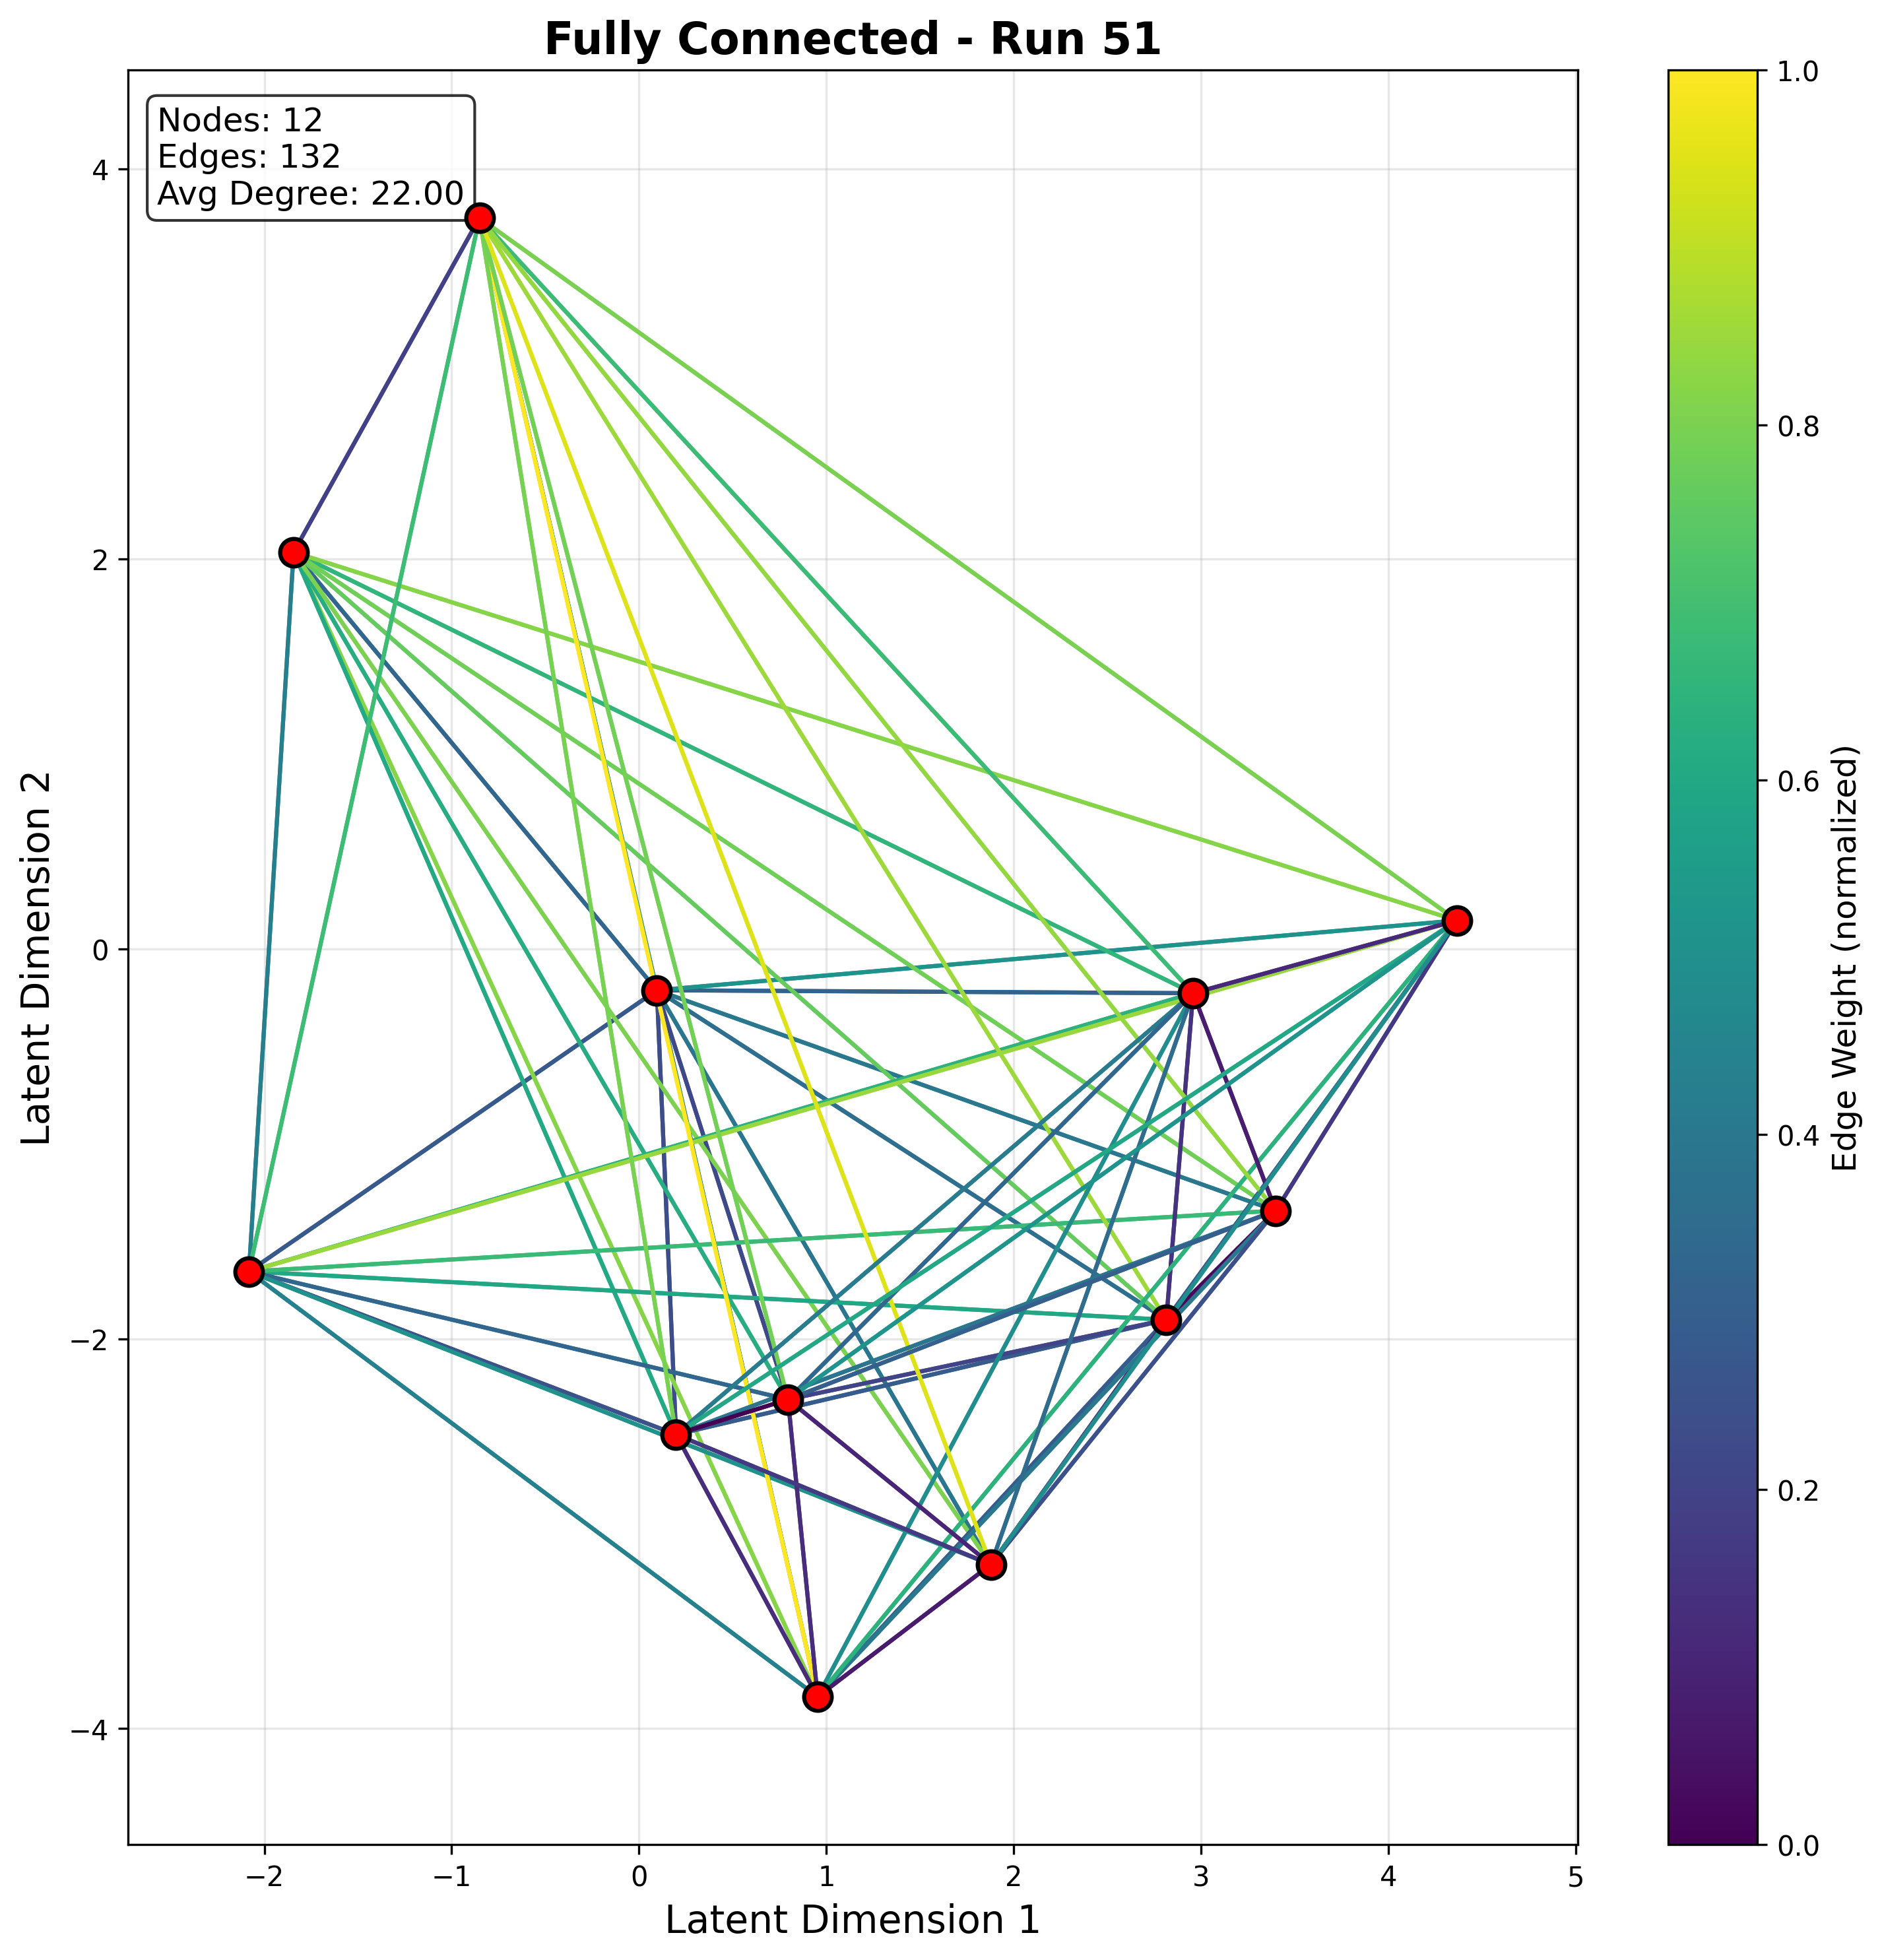 Fully Connected - Run 51
Nodes: 12
Edges: 132
Avg Degree: 22.00
4
2
0
−2
−4
Latent Dimension 2
−2
−1
0
1
2
3
4
5
Latent Dimension 1
1.0
0.8
0.6
0.4
0.2
0.0
Edge Weight (normalized)